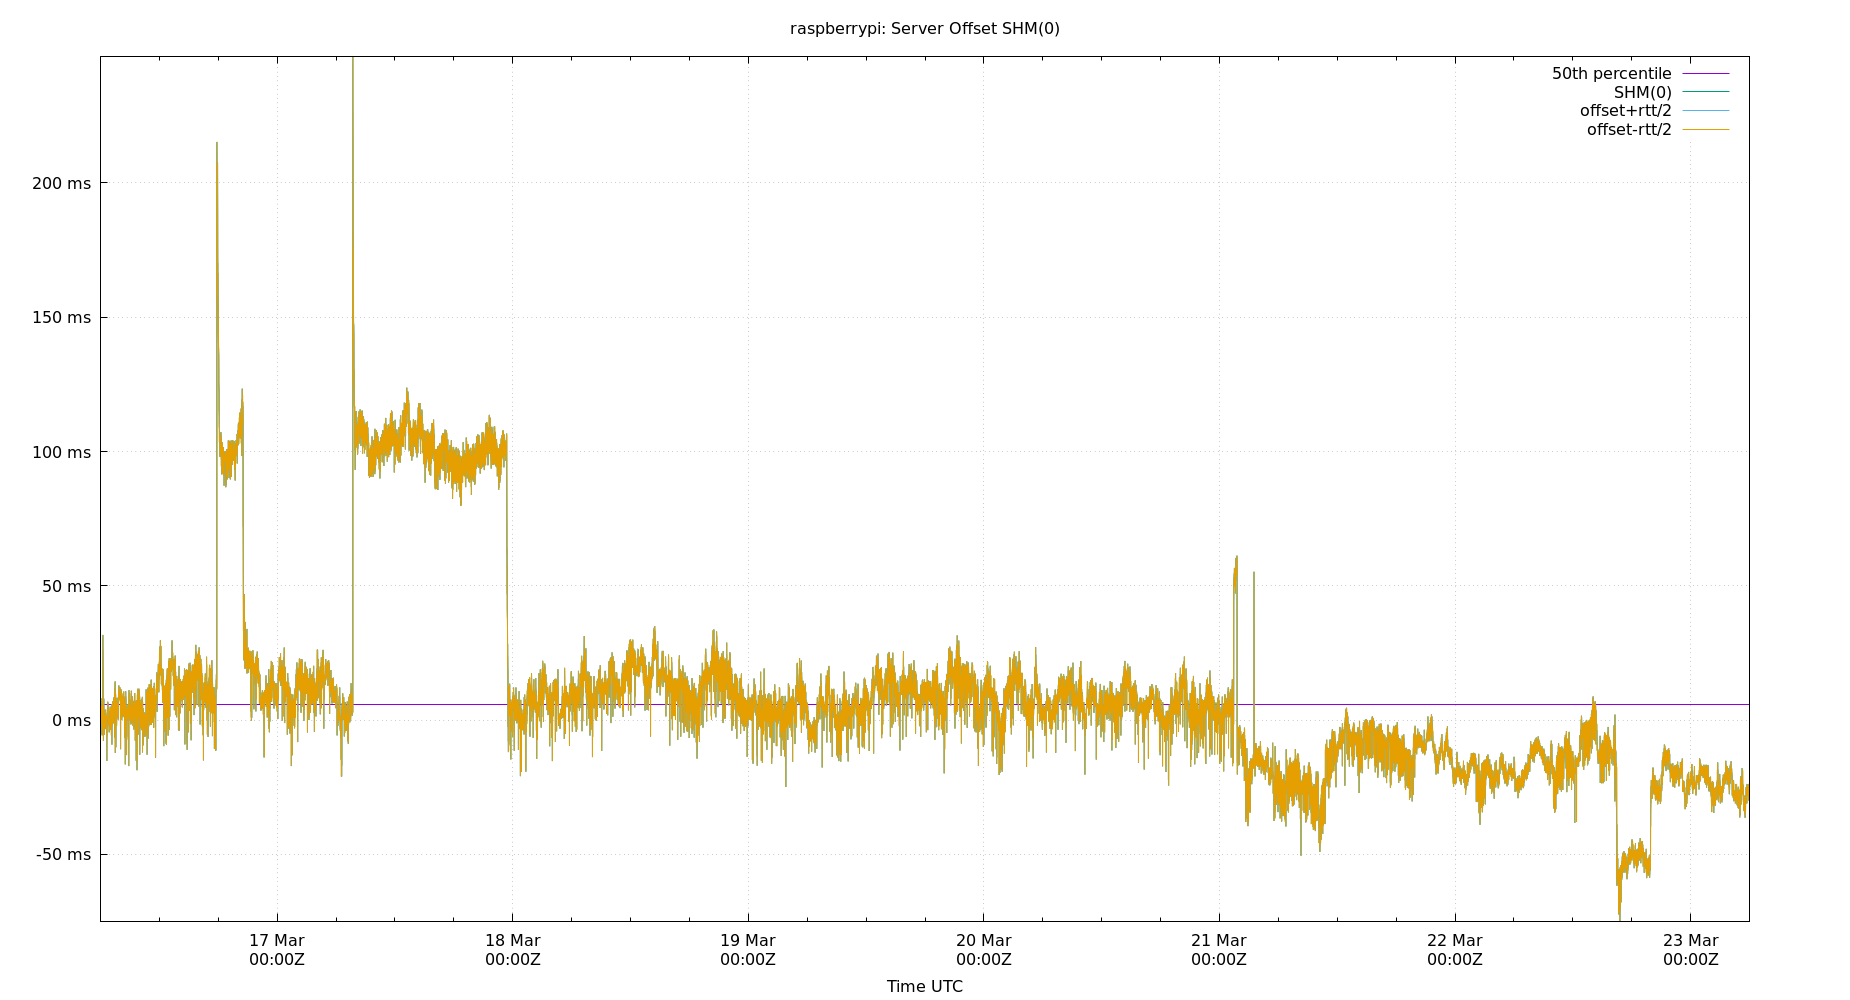 raspberrypi: Server Offset SHM(0)
50th percentile
SHM(0)
offset+rtt/2
offset-rtt/2
200 ms
150 ms
100 ms
50 ms
0 ms
-50 ms
17 Mar 18 Mar 19 Mar 20 Mar 21 Mar 22 Mar 23 Mar
00:00Z 00:00Z 00:00Z 00:00Z 00:00Z 00:00Z 00:00Z
Time UTC